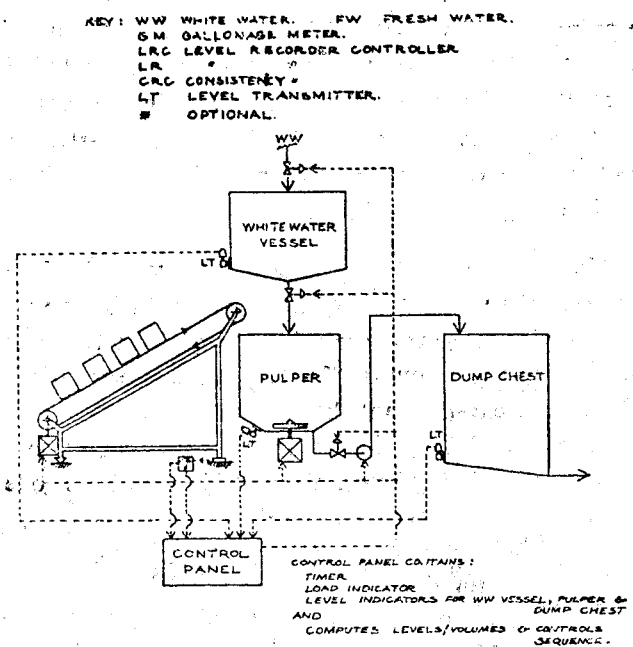 KEY: WW WHITE WATER. FW FRESH WATER.
GM GALLONAGE METER.
LRC LEVEL RECORDER CONTROLLER
LR " "
CRC CONSISTENCY "
LT LEVEL TRANSMITTER.
# OPTIONAL.
WW
WHITEWATER
VESSEL
LT
PULPER
DUMP CHEST
LT
LT
CONTROL
PANEL
CONTROL PANEL CONTAINS:
TIMER
LOAD INDICATOR
LEVEL INDICATORS FOR WW VESSEL, PULPER &
DUMP CHEST
AND
COMPUTES LEVELS/VOLUMES & CONTROLS
SEQUENCE.